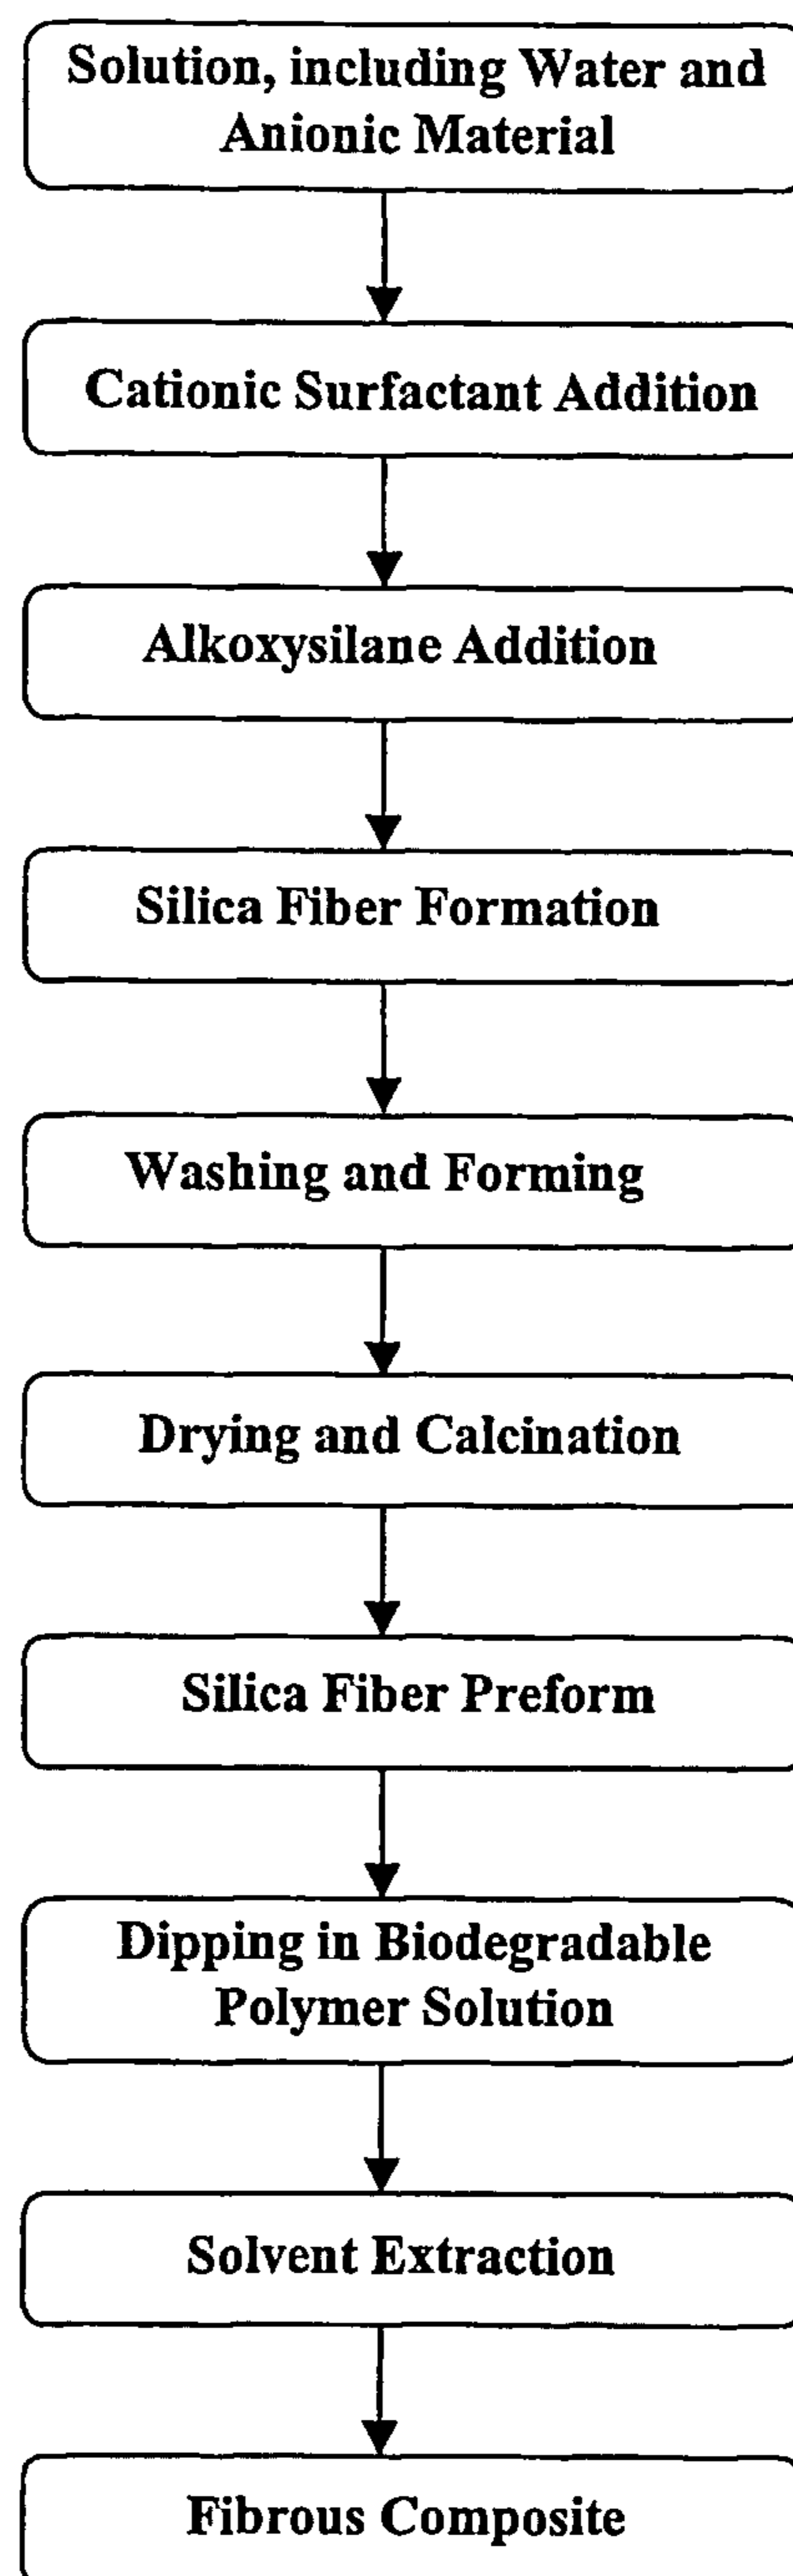 Solution, including Water and
Anionic Material
Cationic Surfactant Addition
Alkoxysilane Addition
Silica Fiber Formation
Washing and Forming
Drying and Calcination
Silica Fiber Preform
Dipping in Biodegradable
Polymer Solution
Solvent Extraction
Fibrous Composite